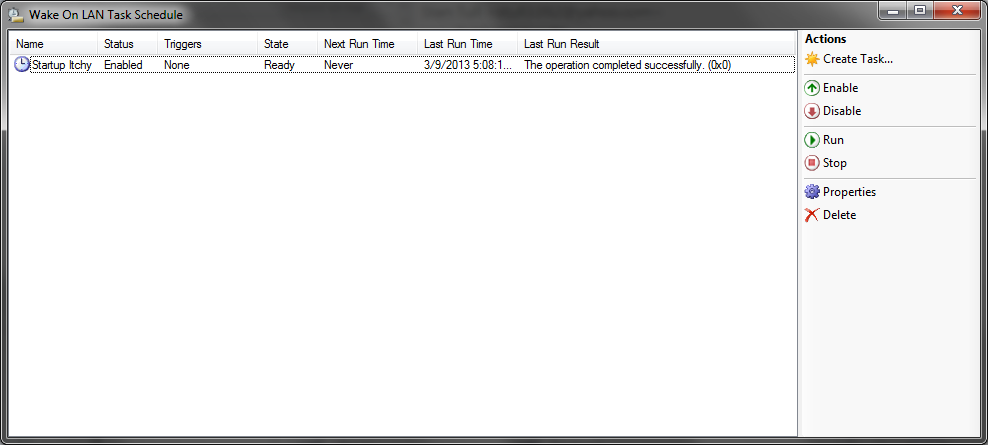 Wake On LAN Task Schedule
Name Status Triggers State Next Run Time Last Run Time Last Run Result
Startup Itchy Enabled None Ready Never 3/9/2013 5:08:1... The operation completed successfully. (0x0)
Actions
Create Task...
Enable
Disable
Run
Stop
Properties
Delete